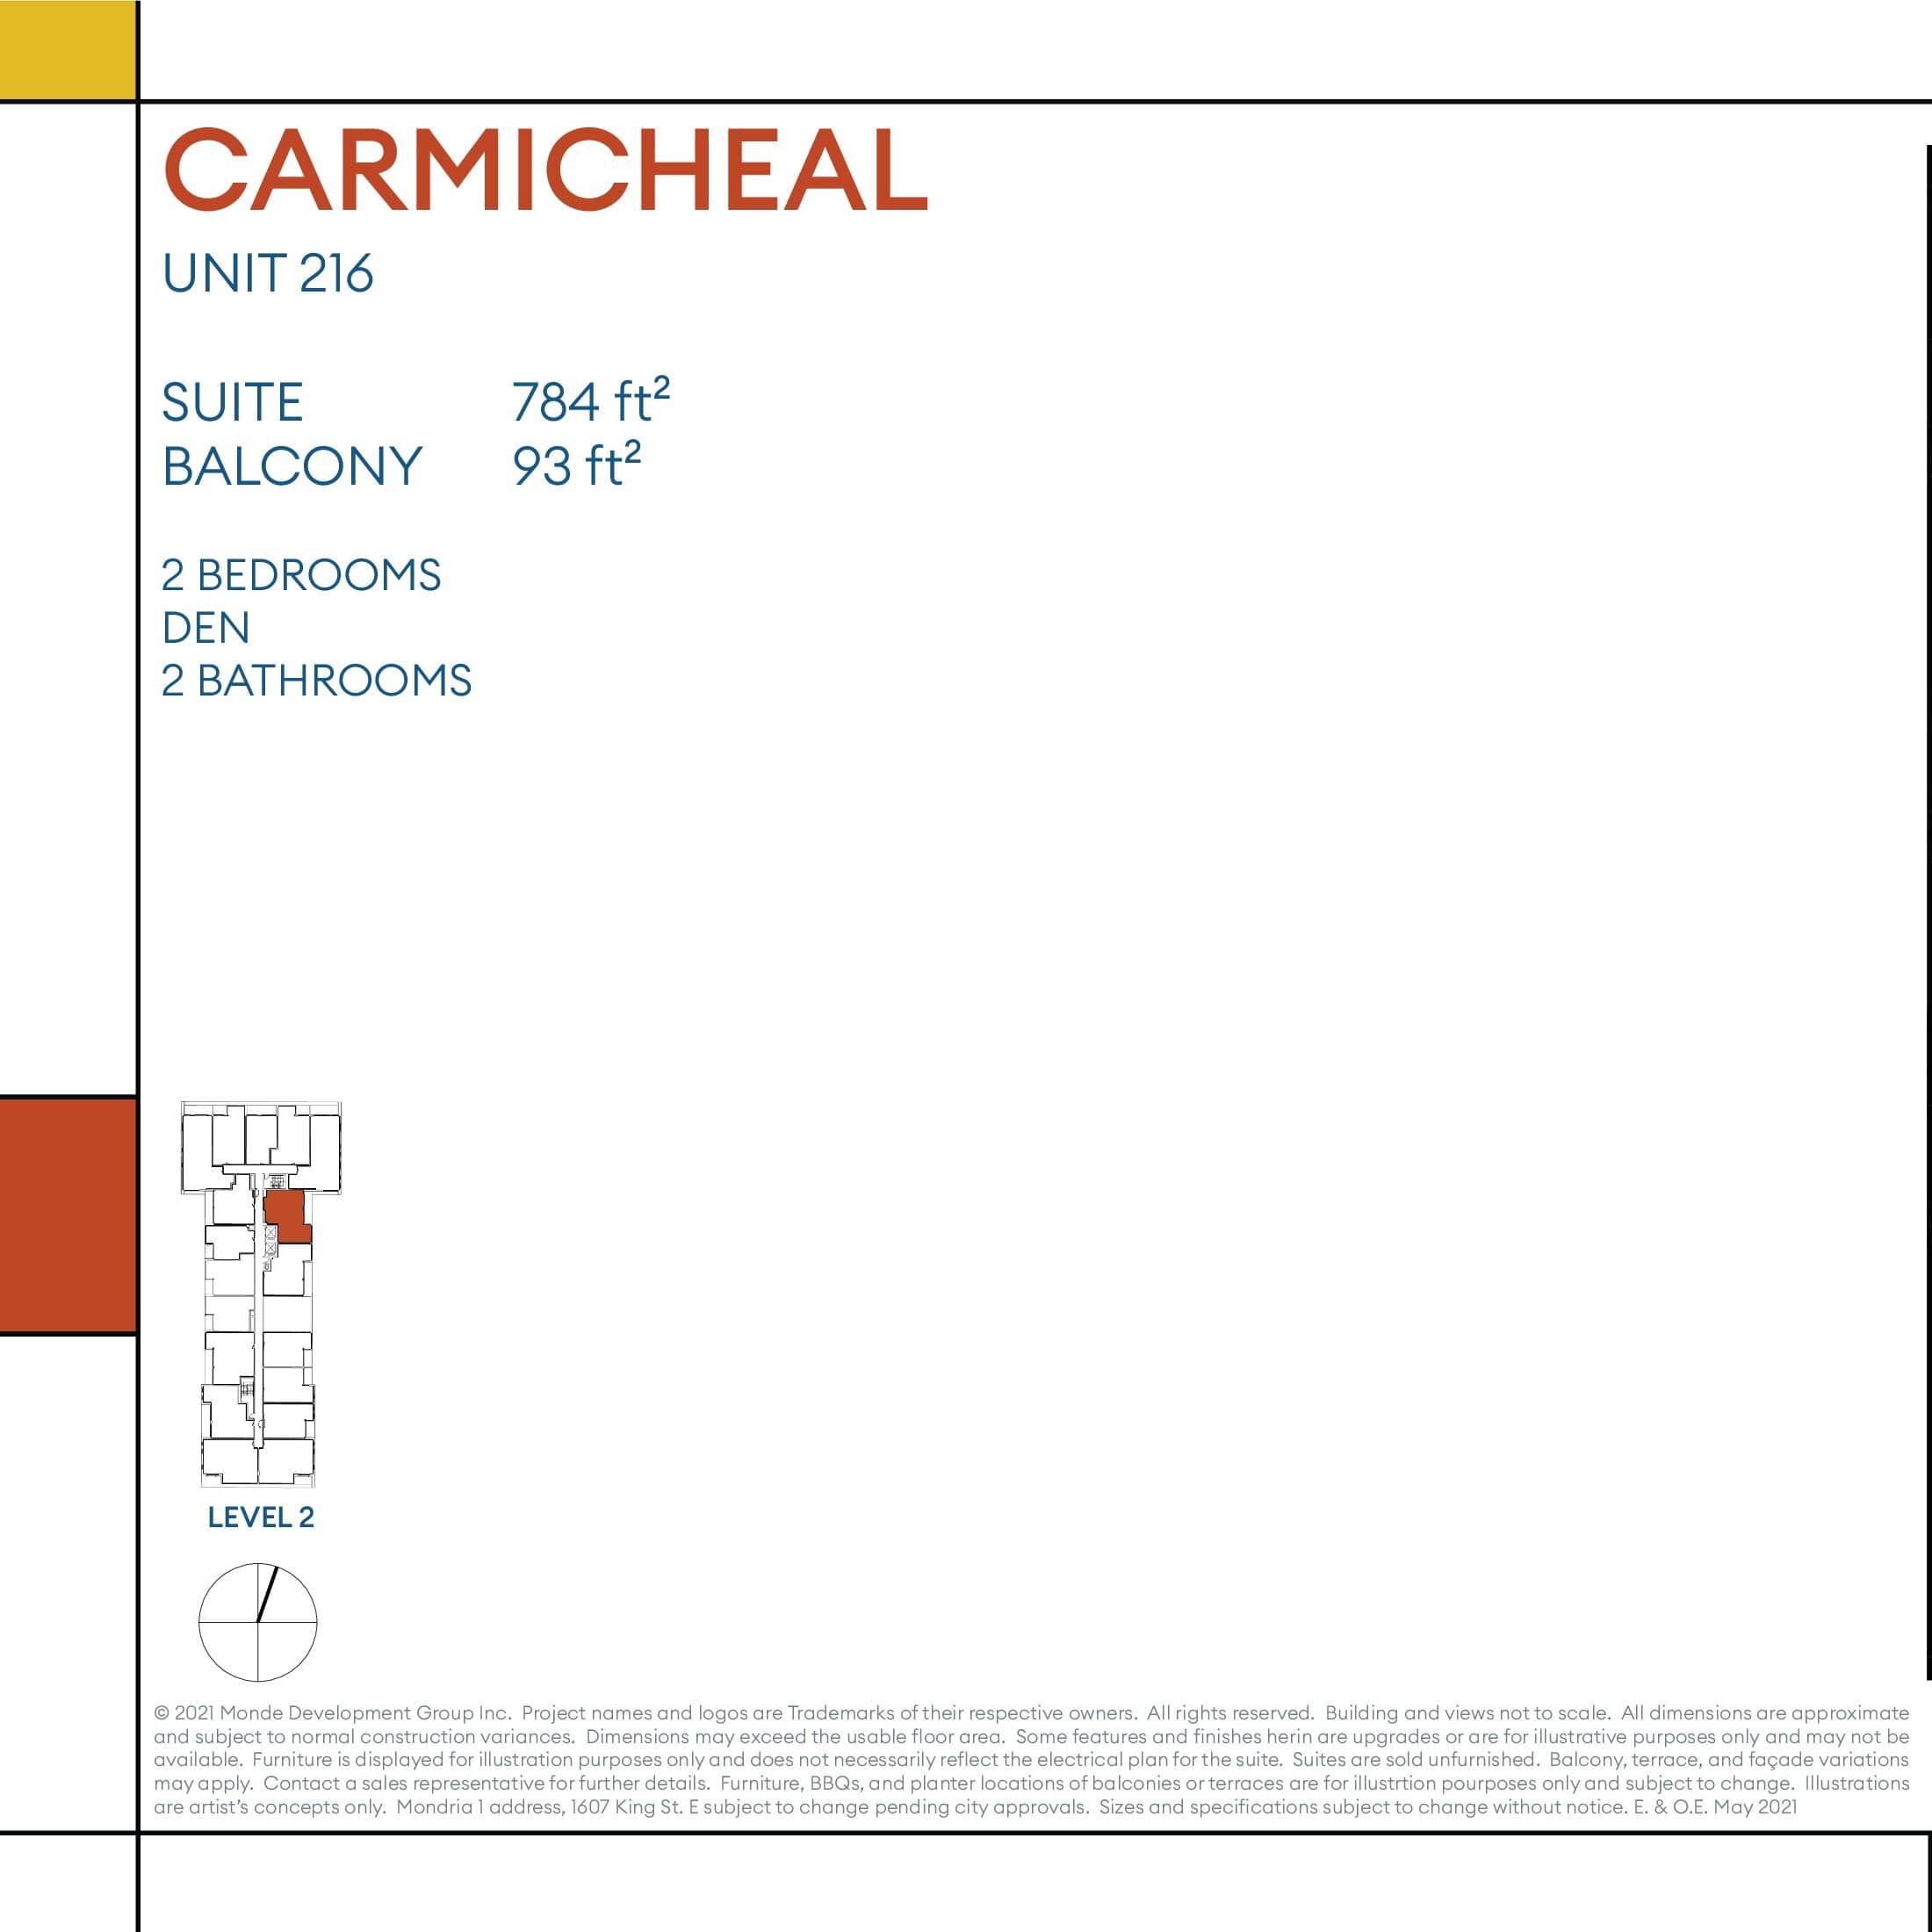 CARMICHEAL
UNIT 216
SUITE 784 ft²
BALCONY 93 ft²
2 BEDROOMS
DEN
2 BATHROOMS
LEVEL 2
© 2021 Monde Development Group Inc. Project names and logos are Trademarks of their respective owners. All rights reserved. Building and views not to scale. All dimensions are approximate
and subject to normal construction variances. Dimensions may exceed the usable floor area. Some features and finishes herin are upgrades or are for illustrative purposes only and may not be
available. Furniture is displayed for illustration purposes only and does not necessarily reflect the electrical plan for the suite. Suites are sold unfurnished. Balcony, terrace, and façade variations
may apply. Contact a sales representative for further details. Furniture, BBQs, and planter locations of balconies or terraces are for illustrtion pourposes only and subject to change. Illustrations
are artist's concepts only. Mondria 1 address, 1607 King St. E subject to change pending city approvals. Sizes and specifications subject to change without notice. E. & O.E. May 2021